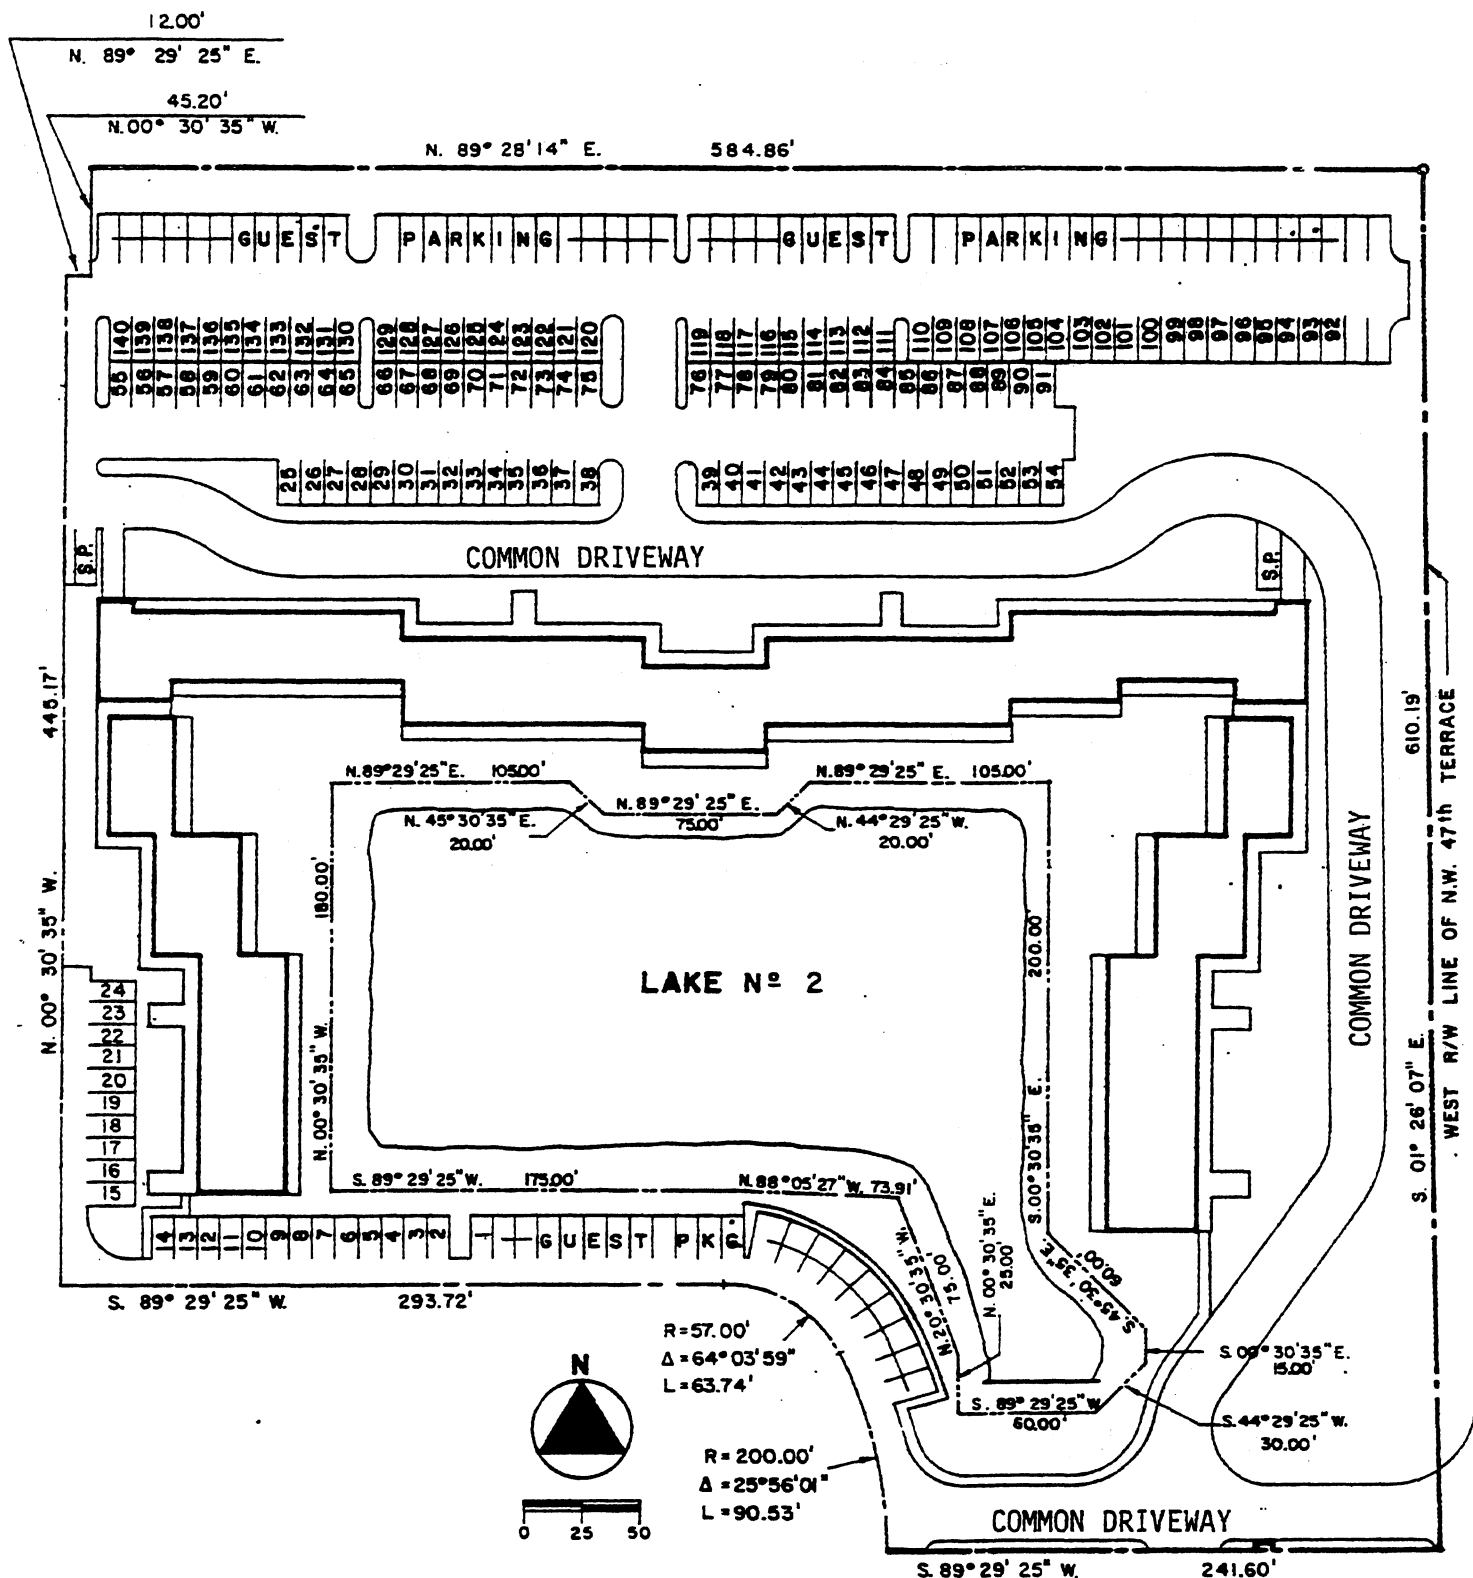 12.00'
N. 89° 29' 25" E.
45.20'
N. 00° 30' 35" W.
N. 89° 28' 14" E. 584.86'
GUEST PARKING GUEST PARKING
140 139 138 137 136 135 134 133 132 131 130 129 128 127 126 125 124 123 122 121 120 119 118 117 116 115 114 113 112 111 110 109 108 107 106 105 104 103 102 101 100 99 98 97 96 95 94 93 92
55 56 57 58 59 60 61 62 63 64 65 66 67 68 69 70 71 72 73 74 75 76 77 78 79 80 81 82 83 84 85 86 87 88 89 90 91
25 26 27 28 29 30 31 32 33 34 35 36 37 38 39 40 41 42 43 44 45 46 47 48 49 50 51 52 53 54
S.P.
COMMON DRIVEWAY
S.P.
445.17'
N. 00° 30' 35" W.
610.19'
S. 01° 26' 07" E.
WEST R/W LINE OF N.W. 47th TERRACE
COMMON DRIVEWAY
N. 89° 29' 25" E. 105.00'
N. 89° 29' 25" E. 105.00'
N. 45° 30' 35" E.
20.00'
N. 89° 29' 25" E.
75.00'
N. 44° 29' 25" W.
20.00'
180.00'
N. 00° 30' 35" W.
200.00'
S. 00° 30' 35" E.
LAKE Nº 2
24
23
22
21
20
19
18
17
16
15
S. 89° 29' 25" W. 175.00'
N. 88° 05' 27" W. 73.91'
14 13 12 11 10 9 8 7 6 5 4 3 2 GUEST PKG.
N. 20° 30' 35" W.
75.00'
N. 00° 30' 35" E.
25.00'
S. 45° 30' 35" E.
60.00'
S. 89° 29' 25" W. 293.72'
R = 57.00'
Δ = 64° 03' 59"
L = 63.74'
S. 00° 30' 35" E.
15.00'
S. 89° 29' 25" W.
60.00'
S. 44° 29' 25" W.
30.00'
N
0 25 50
R = 200.00'
Δ = 25° 56' 01"
L = 90.53'
COMMON DRIVEWAY
S. 89° 29' 25" W. 241.60'